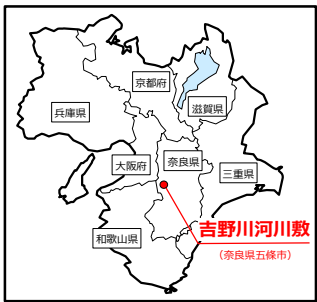 京都府
兵庫県
滋賀県
大阪府
奈良県
三重県
和歌山県
吉野川河川敷
(奈良県五條市)